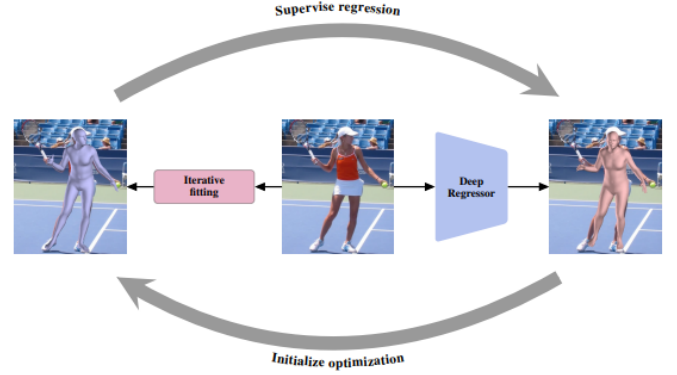 Supervise regression
Iterative
fitting
Deep
Regressor
Initialize optimization